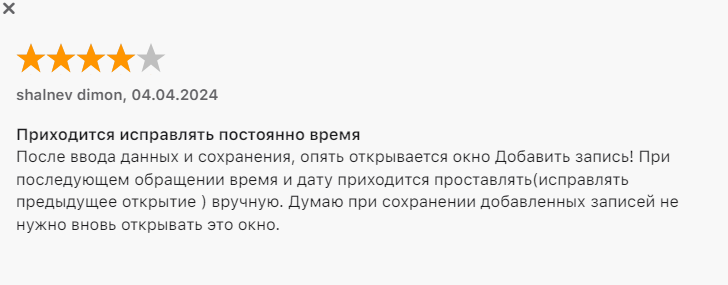 shalnev dimon, 04.04.2024
Приходится исправлять постоянно время
После ввода данных и сохранения, опять открывается окно Добавить запись! При
последующем обращении время и дату приходится проставлять(исправлять
предыдущее открытие ) вручную. Думаю при сохранении добавленных записей не
нужно вновь открывать это окно.